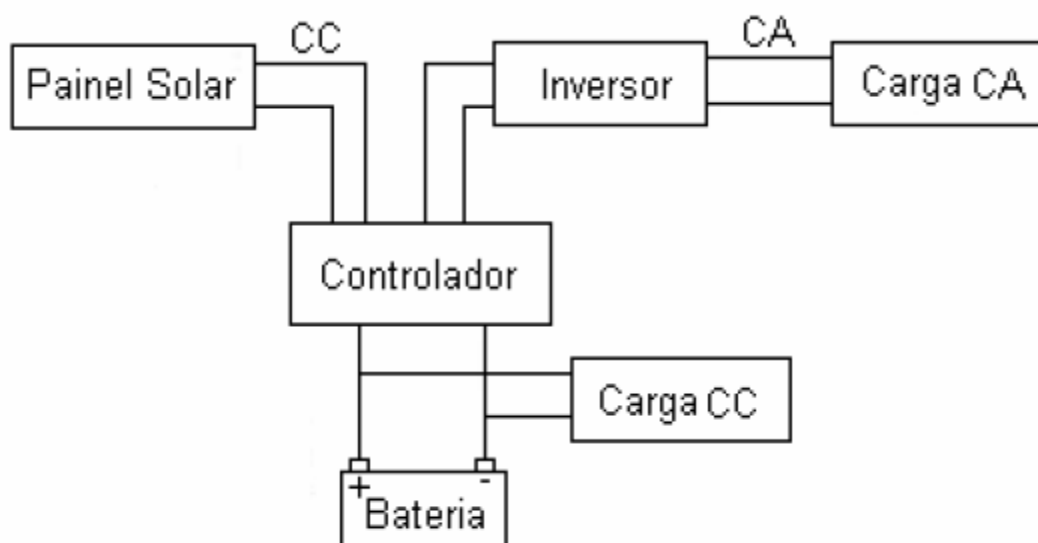 CC
CA
Painel Solar
Inversor
Carga CA
Controlador
Carga CC
+
-
Bateria